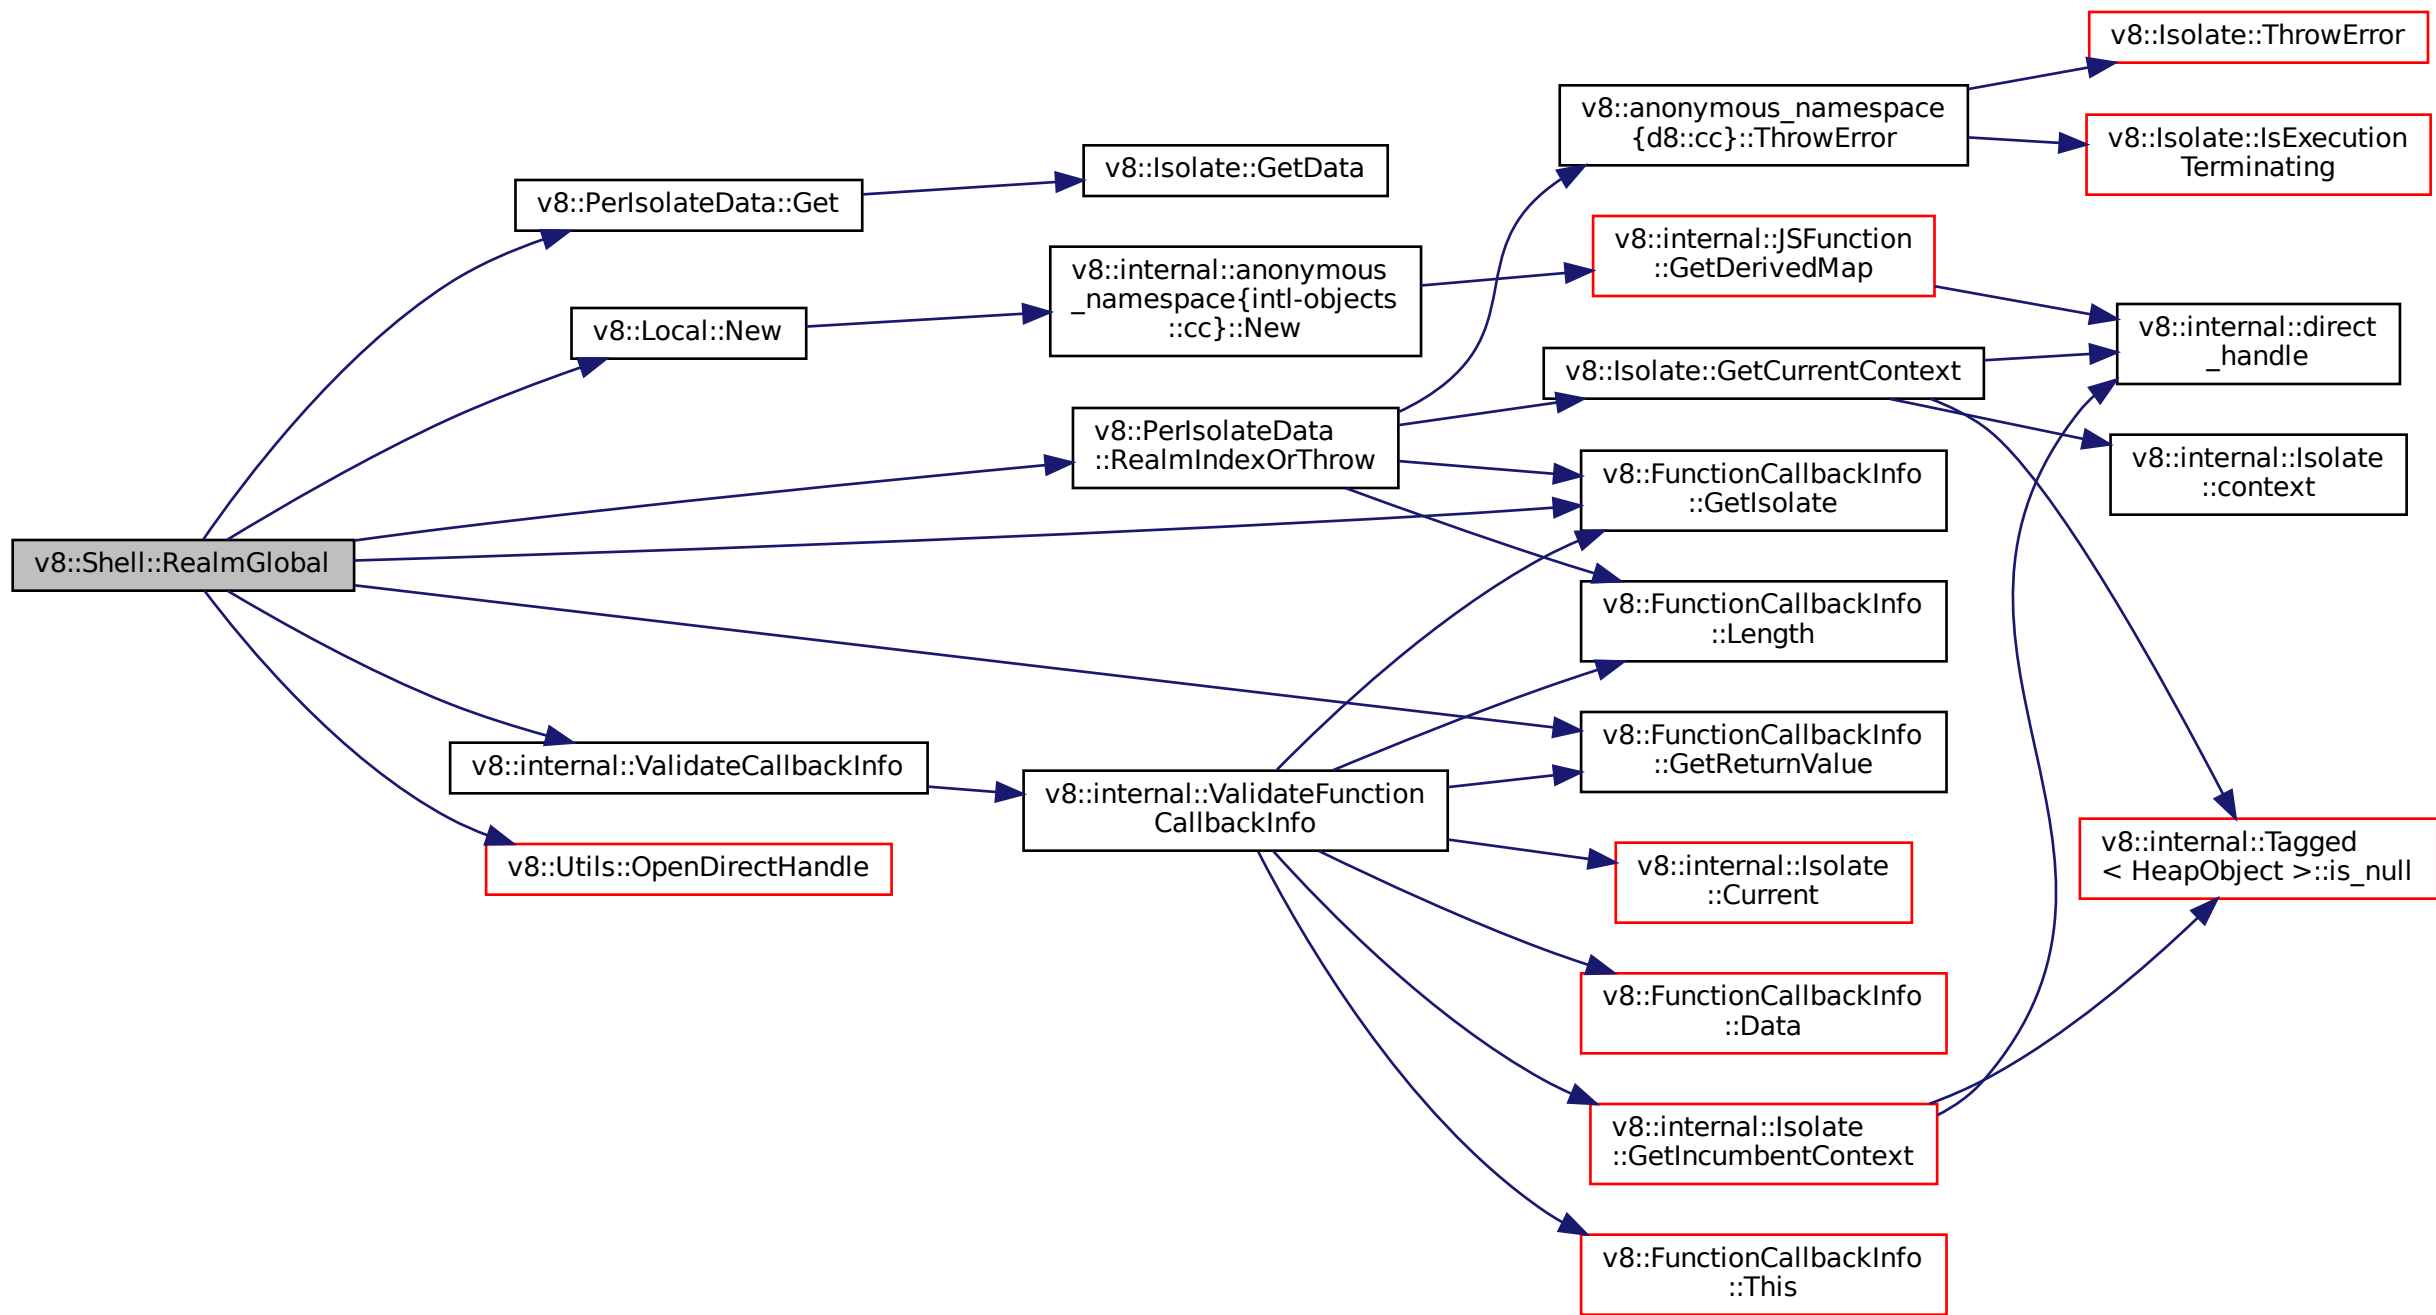 v8::Shell::RealmGlobal
v8::PerIsolateData::Get
v8::Isolate::GetData
v8::Local::New
v8::internal::anonymous
_namespace{intl-objects
::cc}::New
v8::internal::JSFunction
::GetDerivedMap
v8::internal::direct
_handle
v8::PerIsolateData
::RealmIndexOrThrow
v8::anonymous_namespace
{d8::cc}::ThrowError
v8::Isolate::ThrowError
v8::Isolate::IsExecution
Terminating
v8::Isolate::GetCurrentContext
v8::internal::Isolate
::context
v8::internal::Tagged
< HeapObject >::is_null
v8::FunctionCallbackInfo
::GetIsolate
v8::FunctionCallbackInfo
::Length
v8::FunctionCallbackInfo
::GetReturnValue
v8::internal::ValidateCallbackInfo
v8::internal::ValidateFunction
CallbackInfo
v8::internal::Isolate
::Current
v8::FunctionCallbackInfo
::Data
v8::internal::Isolate
::GetIncumbentContext
v8::FunctionCallbackInfo
::This
v8::Utils::OpenDirectHandle